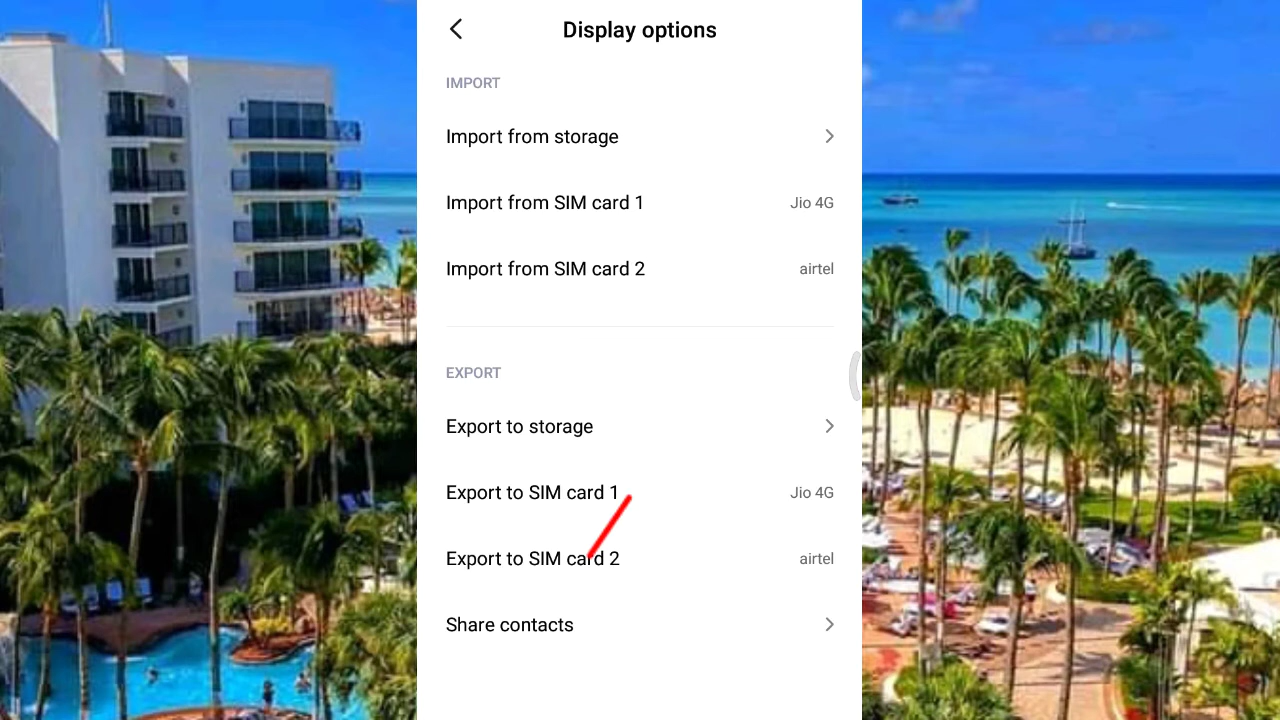 Display options
IMPORT
Import from storage
Import from SIM card 1 Jio 4G
Import from SIM card 2 airtel
EXPORT
Export to storage
Export to SIM card 1 Jio 4G
Export to SIM card 2 airtel
Share contacts